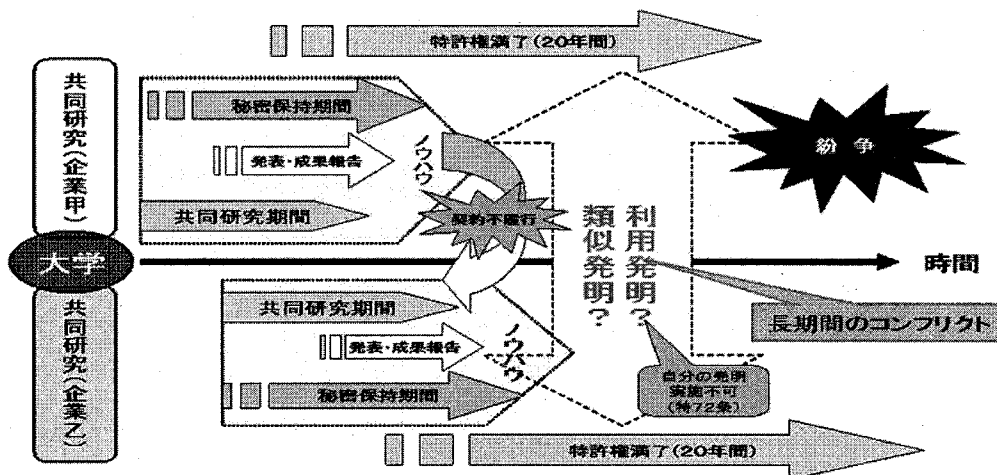 特許権満了(20年間)
共同研究(企業甲)
秘密保持期間
発表・成果報告
ノウハウ
共同研究期間
契約不履行
紛争
大学
類似発明?
利用発明?
時間
共同研究(企業乙)
共同研究期間
発表・成果報告
ノウハウ
秘密保持期間
長期間のコンフリクト
自分の発明
実施不可
(特72条)
特許権満了(20年間)